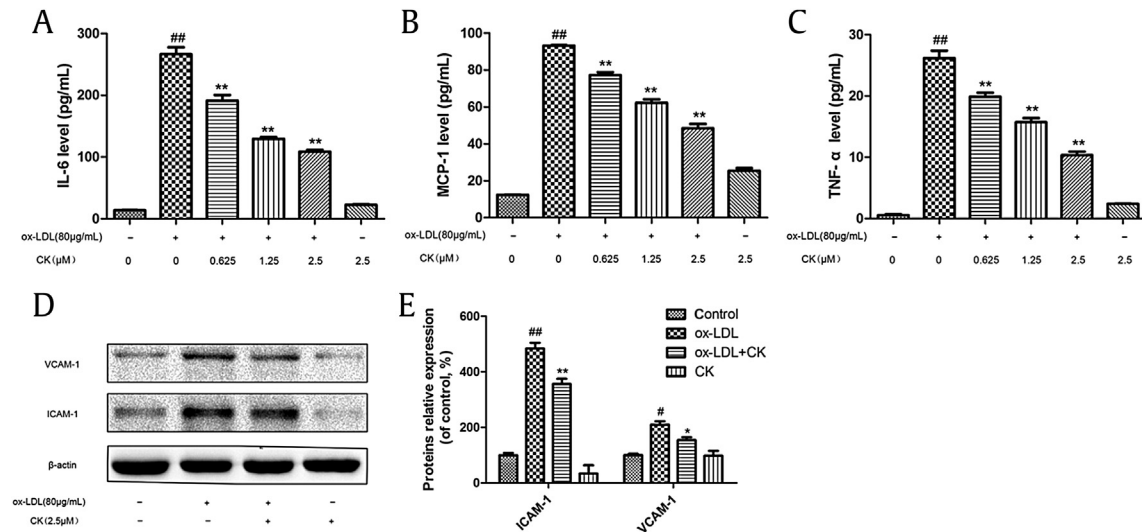 A
IL-6 level (pg/mL)
300
200
100
0
##
**
**
**
ox-LDL(80μg/mL) − + + + + −
CK(μM) 0 0 0.625 1.25 2.5 2.5
B
MCP-1 level (pg/mL)
100
80
60
40
20
0
##
**
**
**
ox-LDL(80μg/mL) − + + + + −
CK(μM) 0 0 0.625 1.25 2.5 2.5
C
TNF- α level (pg/mL)
30
20
10
0
##
**
**
**
ox-LDL(80μg/mL) − + + + + −
CK(μM) 0 0 0.625 1.25 2.5 2.5
D
VCAM-1
ICAM-1
β-actin
ox-LDL(80μg/mL) − + + −
CK(2.5μM) − − + +
E
Proteins relative expression
(of control, %)
600
400
200
0
##
**
#
*
Control
ox-LDL
ox-LDL+CK
CK
ICAM-1
VCAM-1